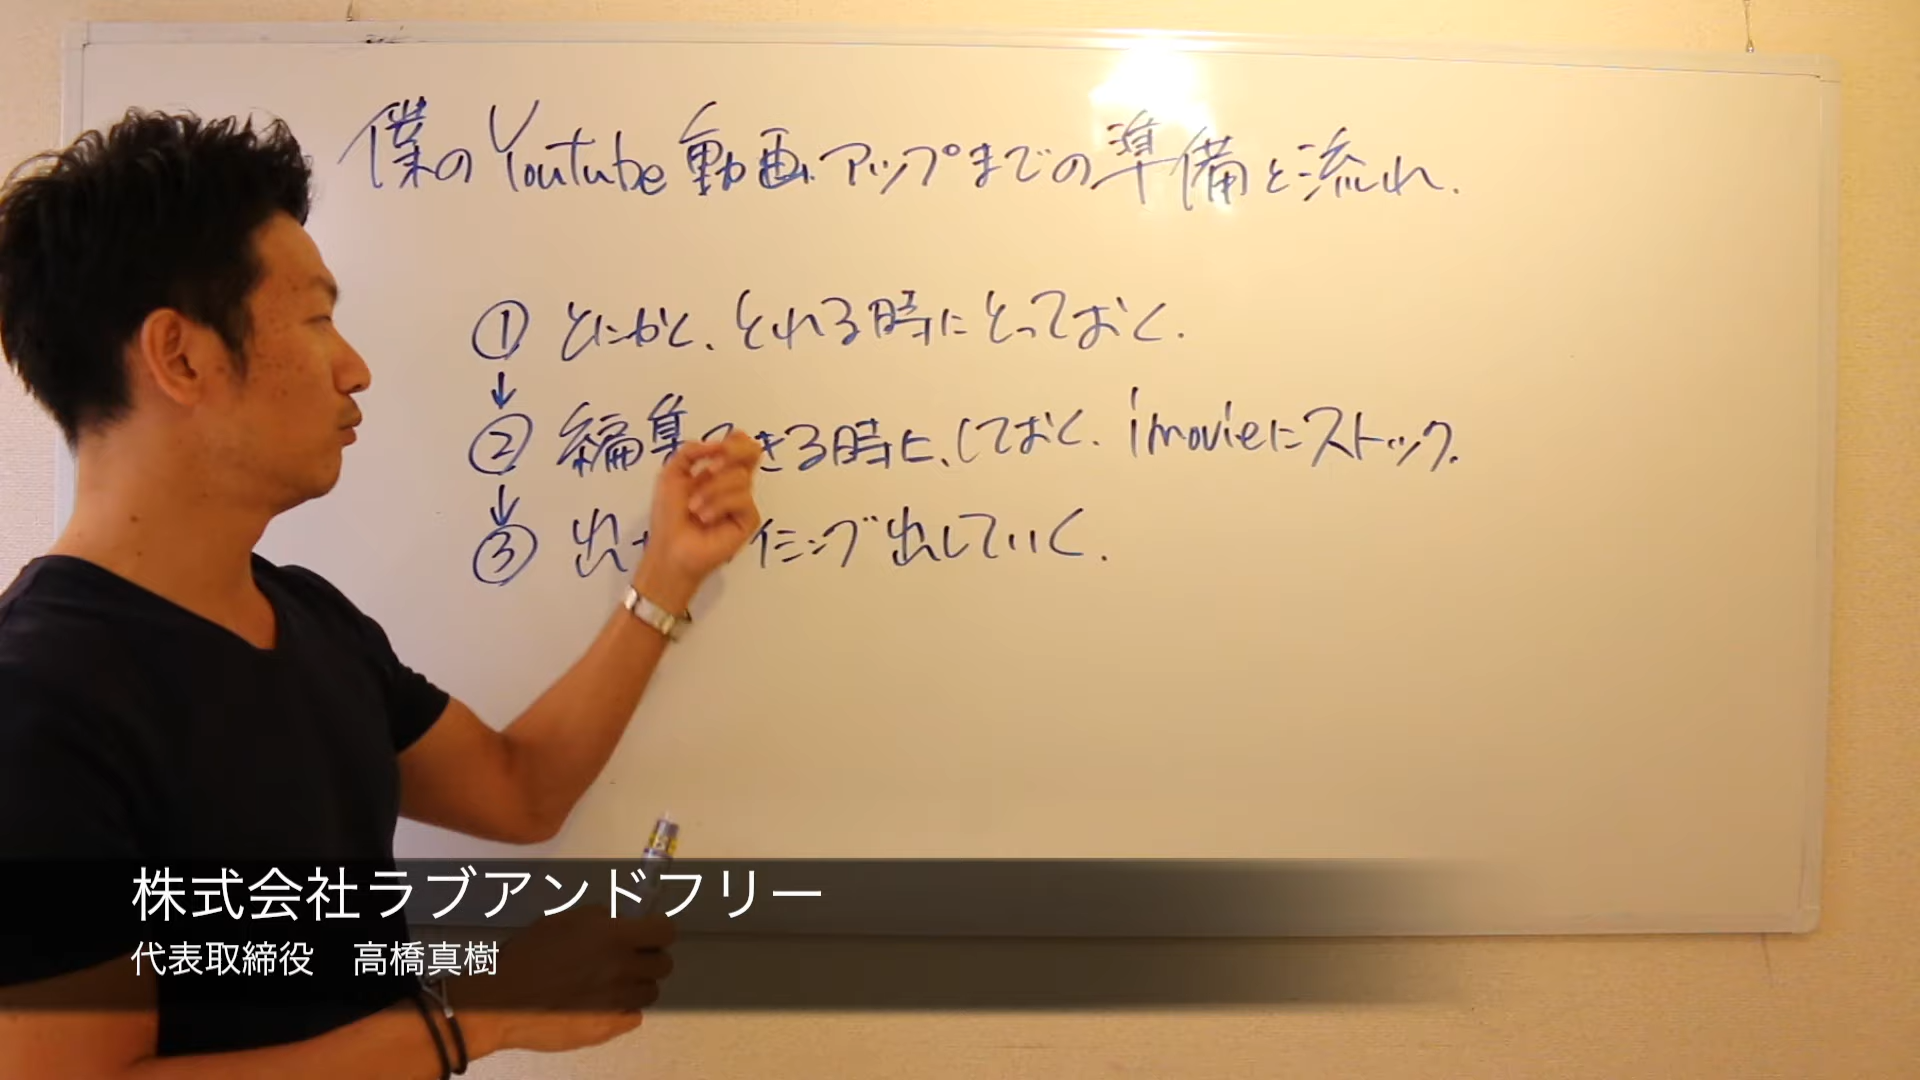 僕のYoutube動画アップまでの準備と流れ.
① とにかく、とれる時にとっておく.
↓
② 編集できる時に、しておく. imovieにストック.
↓
③ 出せ イミング出していく.
株式会社ラブアンドフリー
代表取締役 高橋真樹